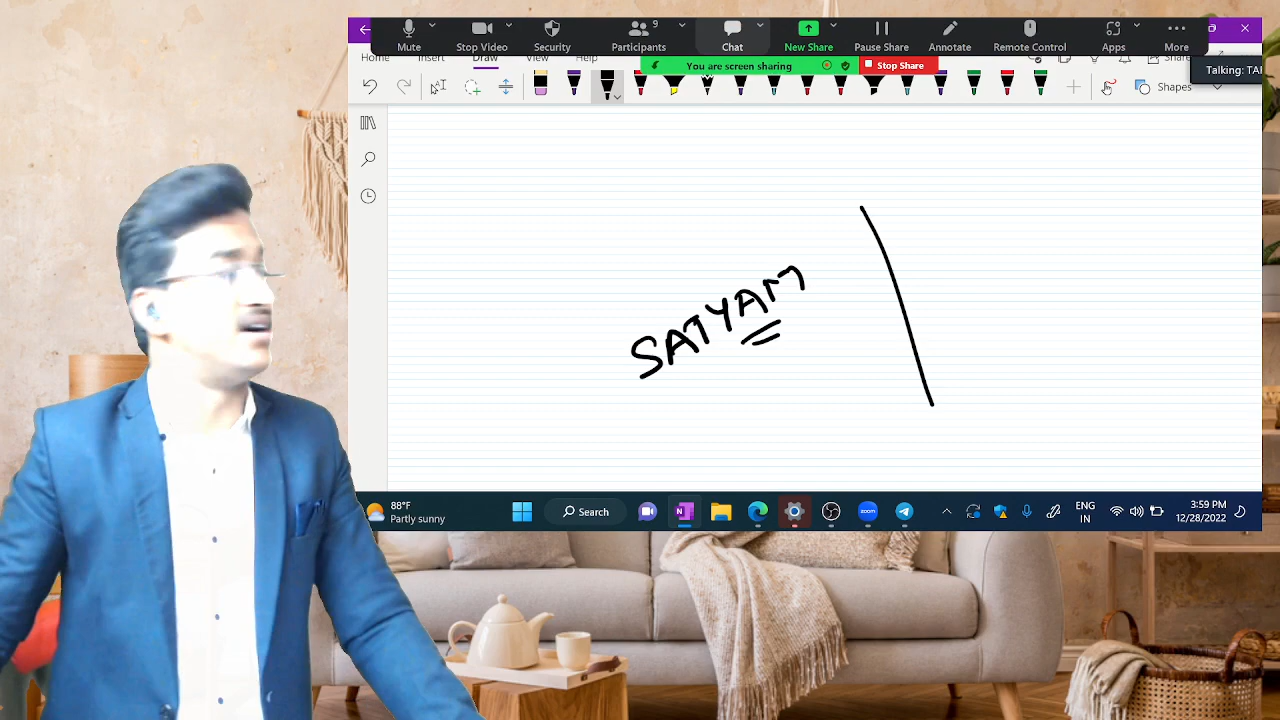 9
Mute
Stop Video
Security
Participants
Chat
New Share
Pause Share
Annotate
Remote Control
Apps
More
You are screen sharing
Stop Share
Home
Insert
Draw
View
Help
Talking: TA
Shapes
SATYAM
88°F
Partly sunny
Search
zoom
ENG
IN
3:59 PM
12/28/2022